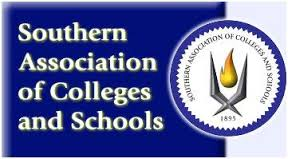 Southern
Association
of Colleges
and Schools
SOUTHERN ASSOCIATION OF COLLEGES AND SCHOOLS
1895